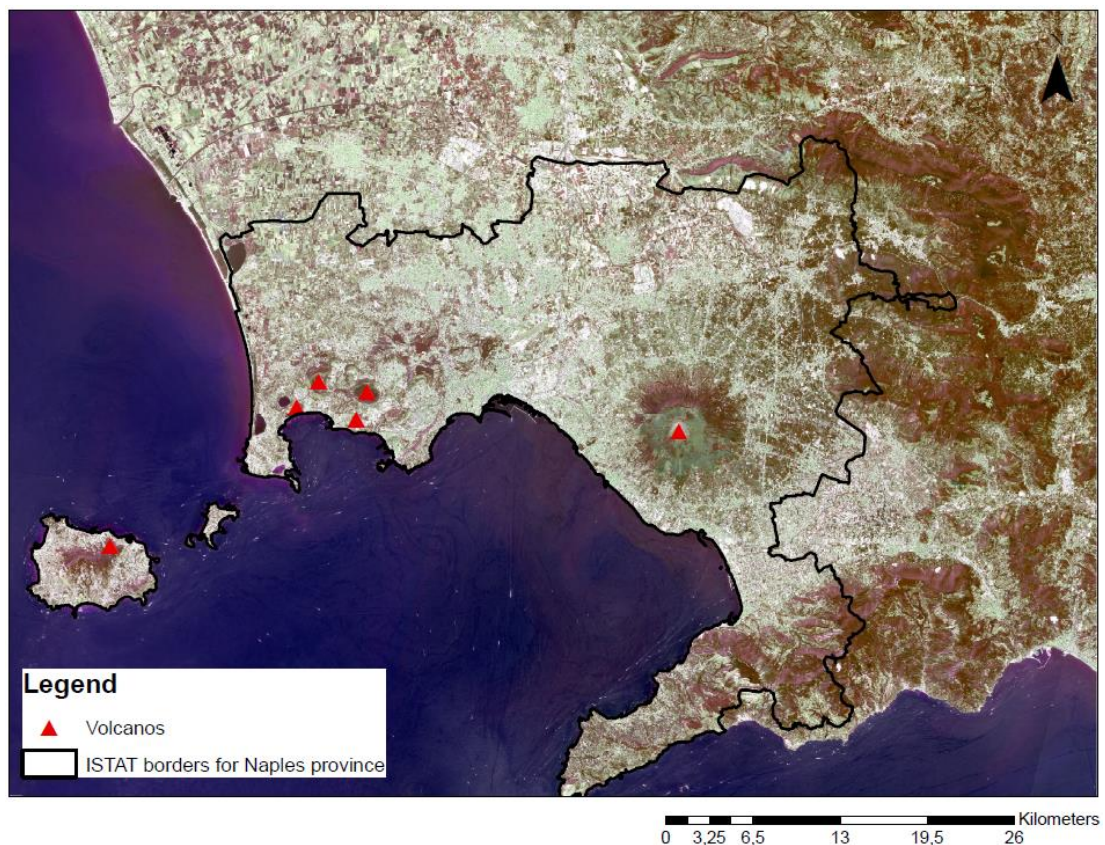 Legend
Volcanos
ISTAT borders for Naples province
Kilometers
0 3,25 6,5 13 19,5 26